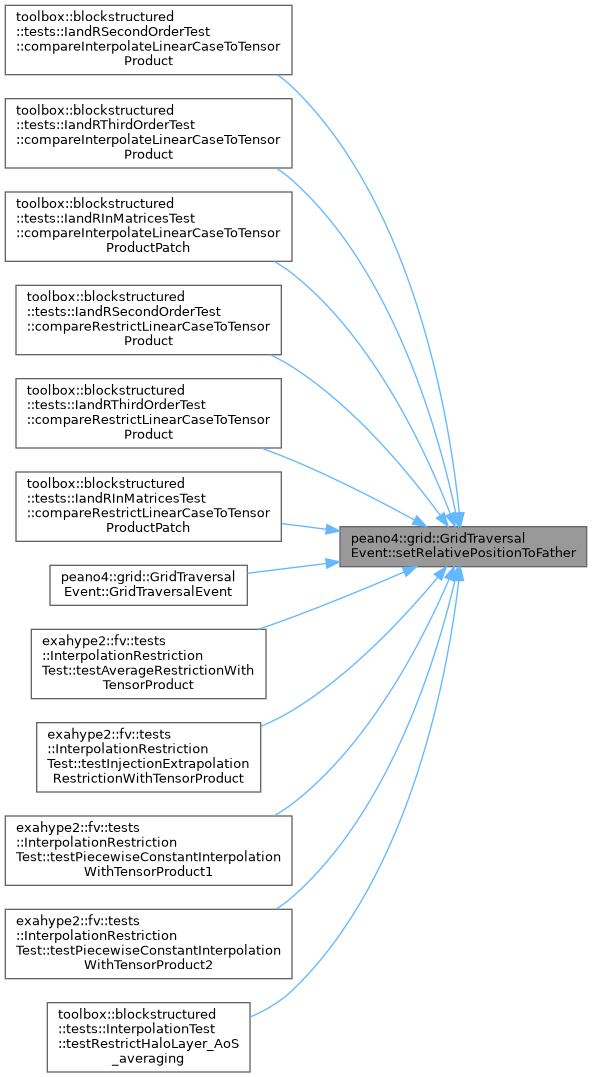 toolbox::blockstructured
::tests::IandRSecondOrderTest
::compareInterpolateLinearCaseToTensor
Product
toolbox::blockstructured
::tests::IandRThirdOrderTest
::compareInterpolateLinearCaseToTensor
Product
toolbox::blockstructured
::tests::IandRInMatricesTest
::compareInterpolateLinearCaseToTensor
ProductPatch
toolbox::blockstructured
::tests::IandRSecondOrderTest
::compareRestrictLinearCaseToTensor
Product
toolbox::blockstructured
::tests::IandRThirdOrderTest
::compareRestrictLinearCaseToTensor
Product
toolbox::blockstructured
::tests::IandRInMatricesTest
::compareRestrictLinearCaseToTensor
ProductPatch
peano4::grid::GridTraversal
Event::setRelativePositionToFather
peano4::grid::GridTraversal
Event::GridTraversalEvent
exahype2::fv::tests
::InterpolationRestriction
Test::testAverageRestrictionWith
TensorProduct
exahype2::fv::tests
::InterpolationRestriction
Test::testInjectionExtrapolation
RestrictionWithTensorProduct
exahype2::fv::tests
::InterpolationRestriction
Test::testPiecewiseConstantInterpolation
WithTensorProduct1
exahype2::fv::tests
::InterpolationRestriction
Test::testPiecewiseConstantInterpolation
WithTensorProduct2
toolbox::blockstructured
::tests::InterpolationTest
::testRestrictHaloLayer_AoS
_averaging